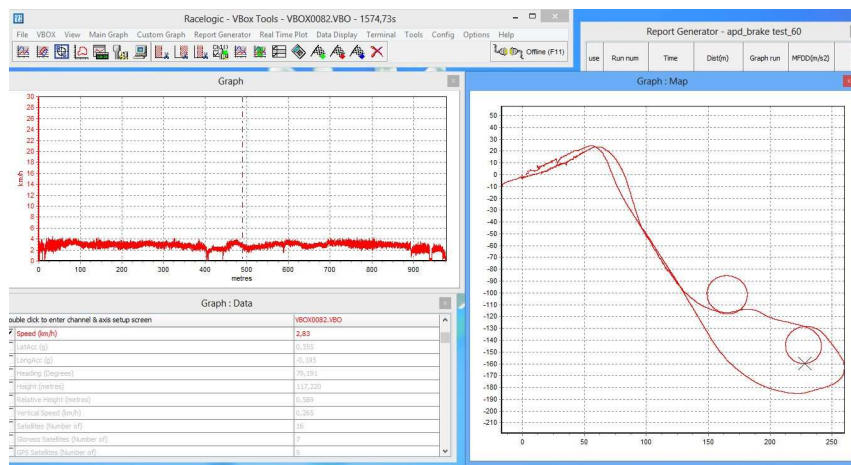 Racelogic - VBox Tools - VBOX0082.VBO - 1574,73s
File VBOX View Main Graph Custom Graph Report Generator Real Time Plot Data Display Terminal Tools Config Options Help
Offline (F11)
Report Generator - apd_brake test_60
use Run num Time Dist(m) Graph run MFDD(m/s2)
Graph
30
28
26
24
22
20
18
16
14
12
10
8
6
4
2
0
km/h
0 100 200 300 400 500 600 700 800 900
metres
Graph : Map
50
40
30
20
10
0
-10
-20
-30
-40
-50
-60
-70
-80
-90
-100
-110
-120
-130
-140
-150
-160
-170
-180
-190
-200
-210
0 50 100 150 200 250
Graph : Data
ouble click to enter channel & axis setup screen VBOX0082.VBO
Speed (km/h) 2,83
LatAcc (g)
LongAcc (g)
Heading (Degrees) 79,191
Height (metres) 117,220
Relative Height (metres) 0,589
Vertical Speed (km/h) 0,265
Satellites (Number of) 16
Glonass Satellites (Number of) 7
GPS Satellites (Number of)